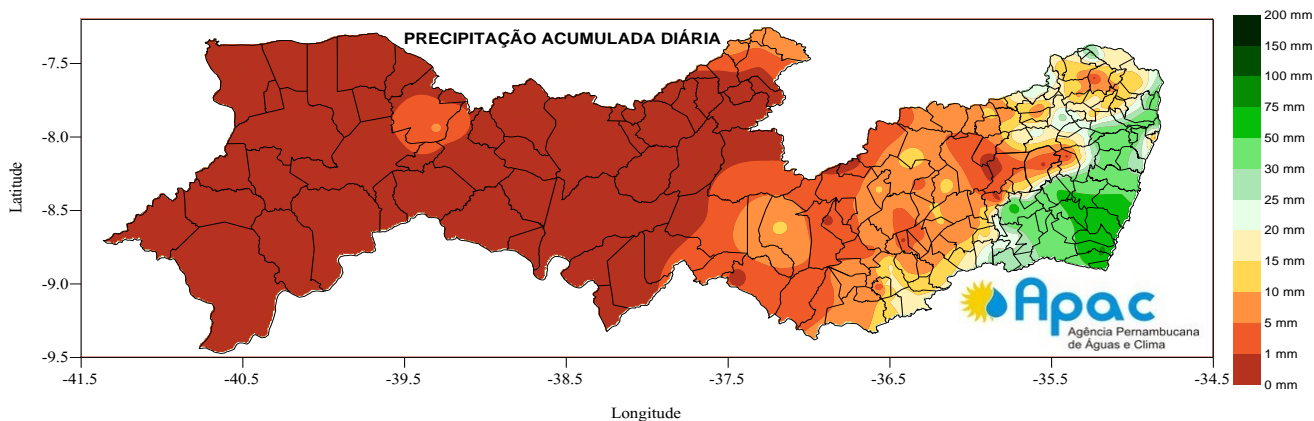 PRECIPITAÇÃO ACUMULADA DIÁRIA
200 mm
150 mm
100 mm
75 mm
50 mm
30 mm
25 mm
20 mm
15 mm
10 mm
5 mm
1 mm
0 mm
Latitude
-7.5
-8.0
-8.5
-9.0
-9.5
Apac
Agência Pernambucana
de Águas e Clima
-41.5 -40.5 -39.5 -38.5 -37.5 -36.5 -35.5 -34.5
Longitude